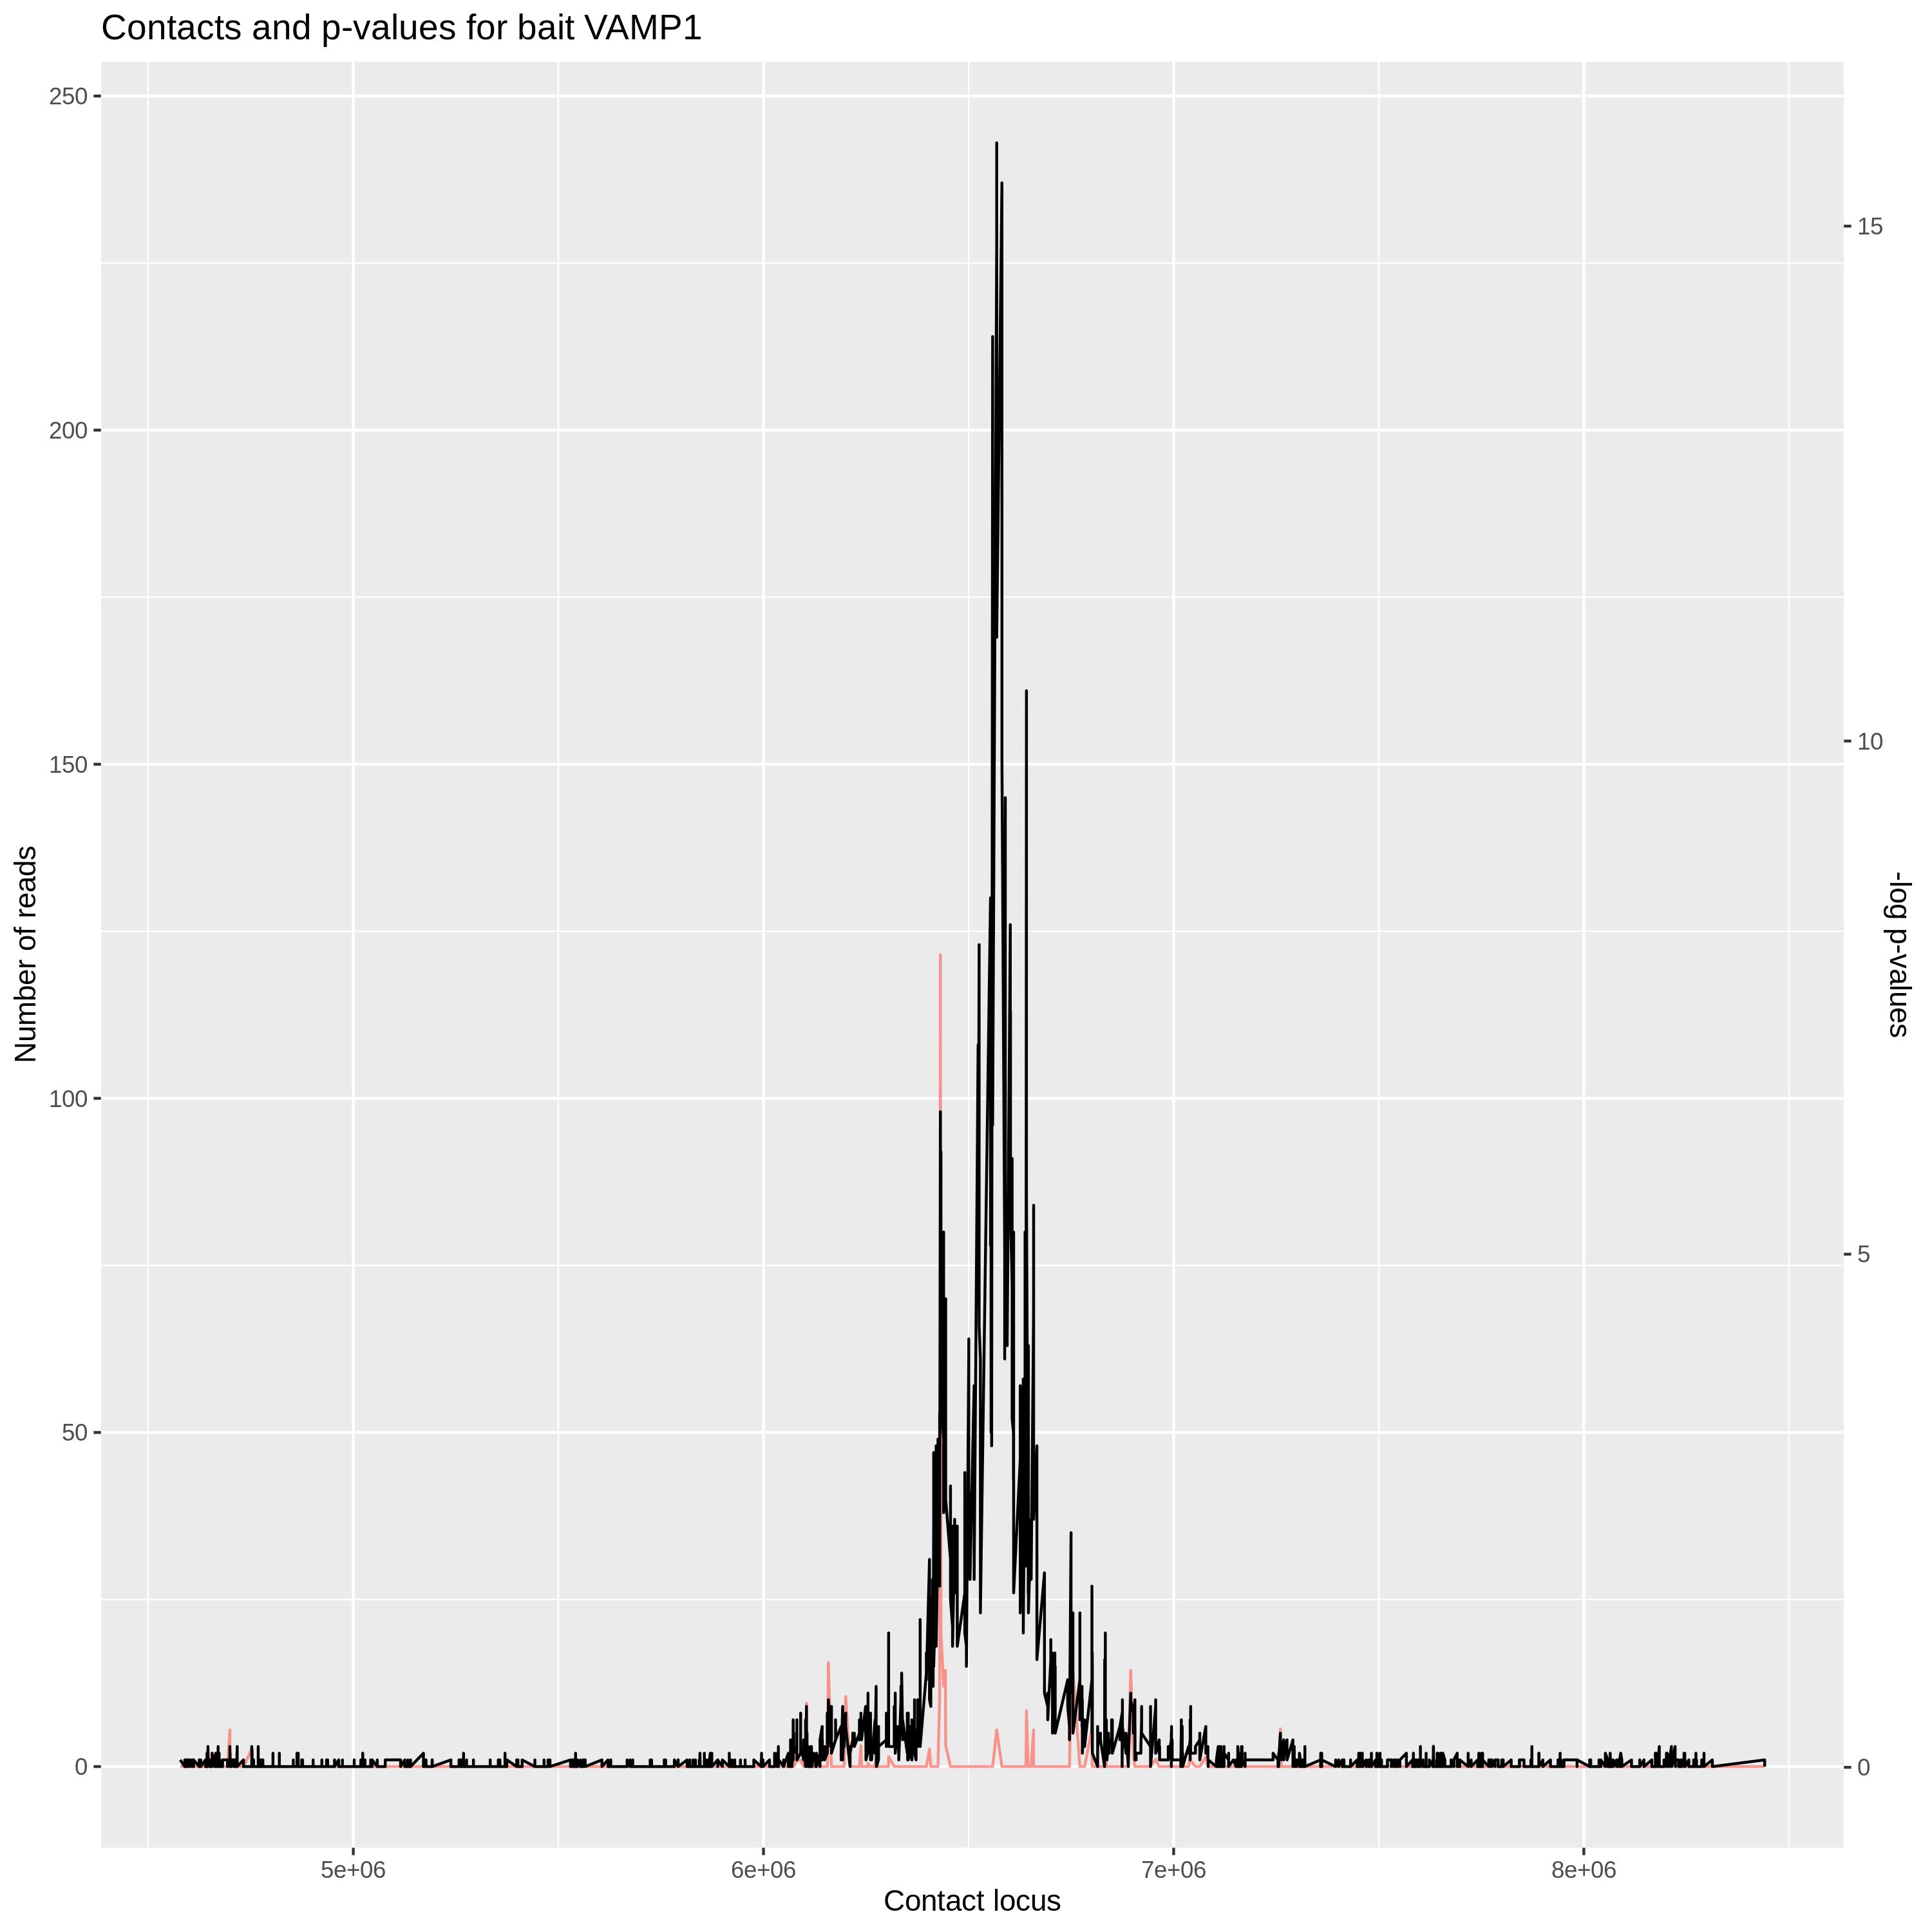 Contacts and p-values for bait VAMP1
250
200
150
100
50
0
Number of reads
15
10
5
0
-log p-values
5e+06
6e+06
7e+06
8e+06
Contact locus